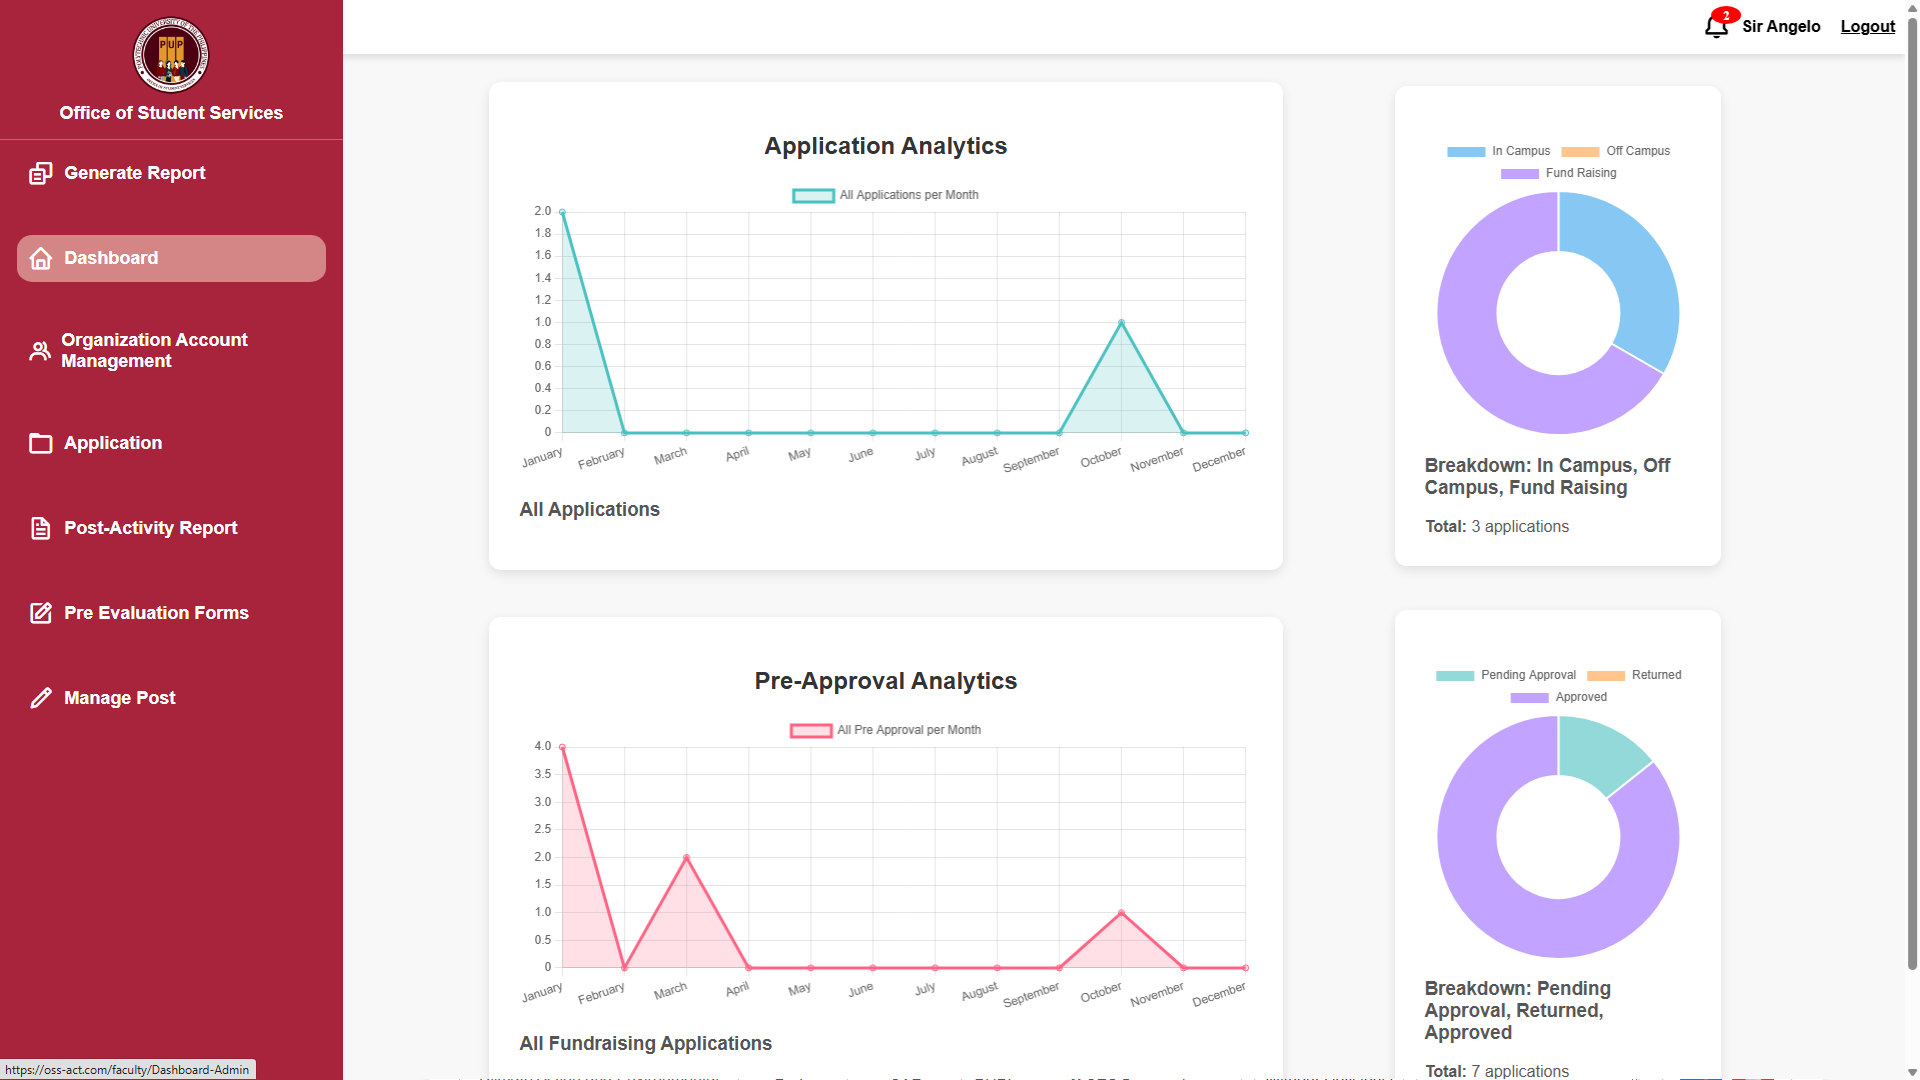 PUP
Office of Student Services
Generate Report
Dashboard
Organization Account
Management
Application
Post-Activity Report
Pre Evaluation Forms
Manage Post
https://oss-act.com/faculty/Dashboard-Admin
2
Sir Angelo
Logout
Application Analytics
All Applications per Month
2.0
1.8
1.6
1.4
1.2
1.0
0.8
0.6
0.4
0.2
0
January February March April May June July August September October November December
All Applications
In Campus Off Campus
Fund Raising
Breakdown: In Campus, Off
Campus, Fund Raising
Total: 3 applications
Pre-Approval Analytics
All Pre Approval per Month
4.0
3.5
3.0
2.5
2.0
1.5
1.0
0.5
0
January February March April May June July August September October November December
All Fundraising Applications
Pending Approval Returned
Approved
Breakdown: Pending
Approval, Returned,
Approved
Total: 7 applications